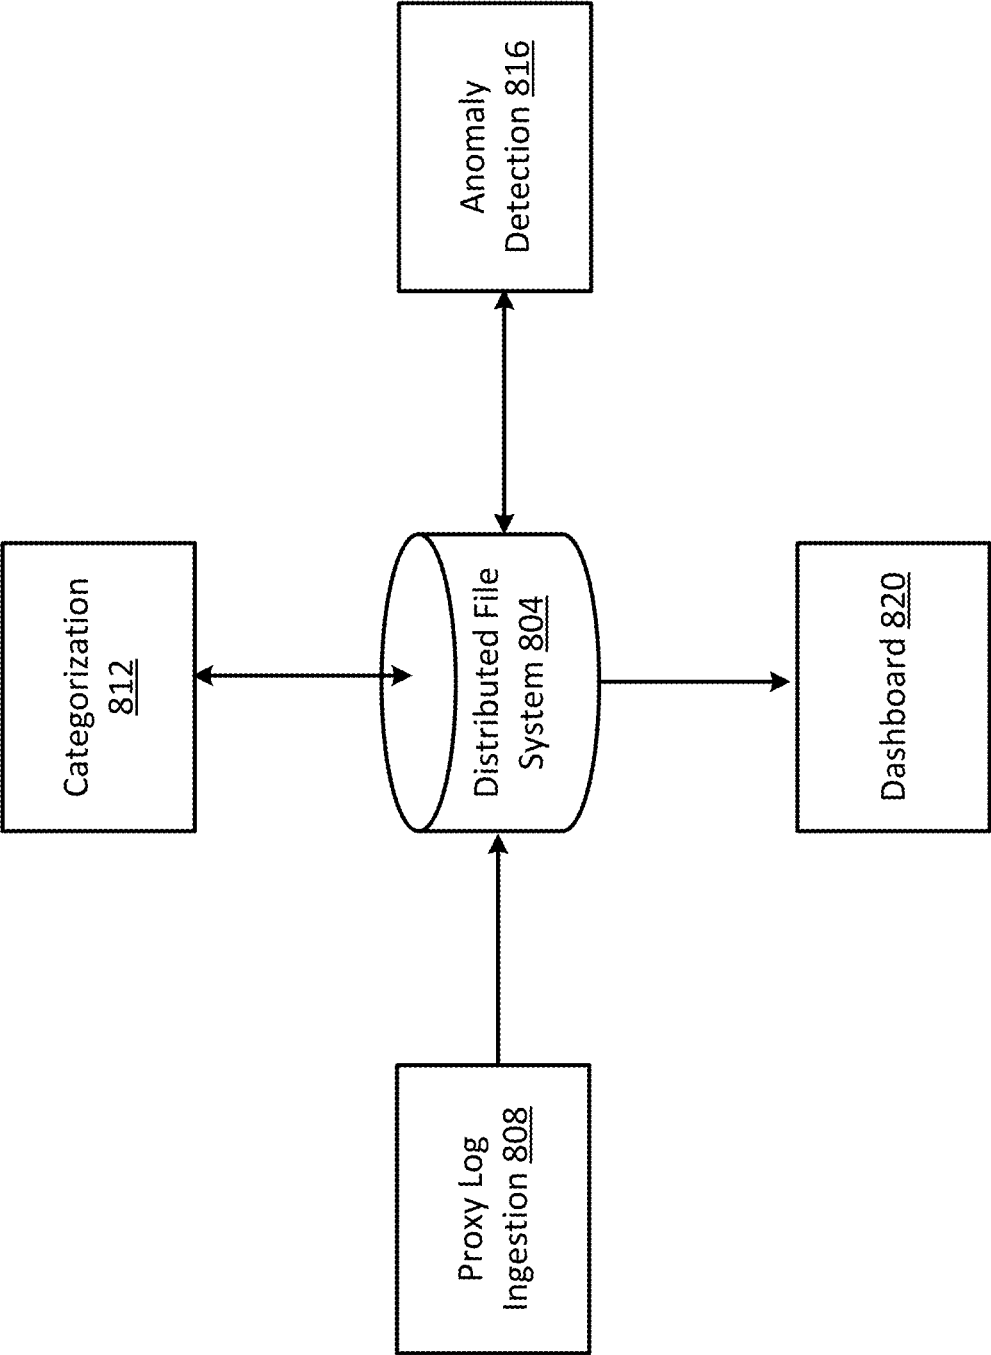 Categorization
812
Proxy Log
Ingestion 808
Distributed File
System 804
Anomaly
Detection 816
Dashboard 820